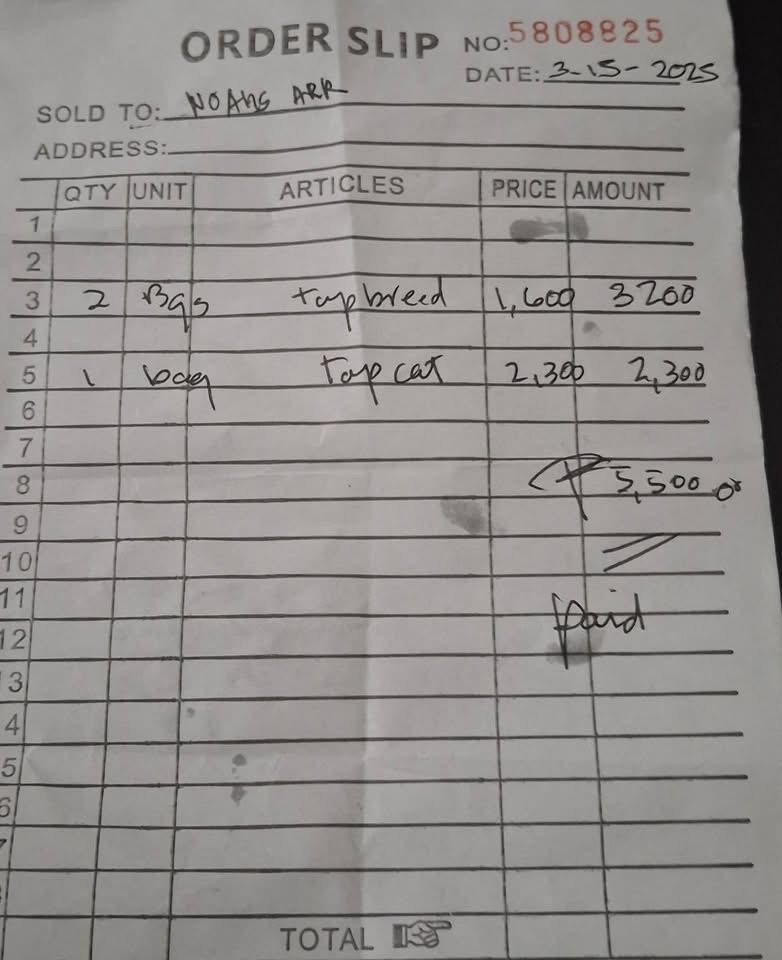 ORDER SLIP NO: 5808825
DATE: 3-15-2025
SOLD TO: NOAhs ARK
ADDRESS:
QTY UNIT ARTICLES PRICE AMOUNT
1
2
3 2 Bgs top breed 1,600 3200
4
5 1 bag top cat 2,300 2,300
6
7
8 ₱ 5,500.00
9
10
11
12 paid
3
4
5
6
7
TOTAL